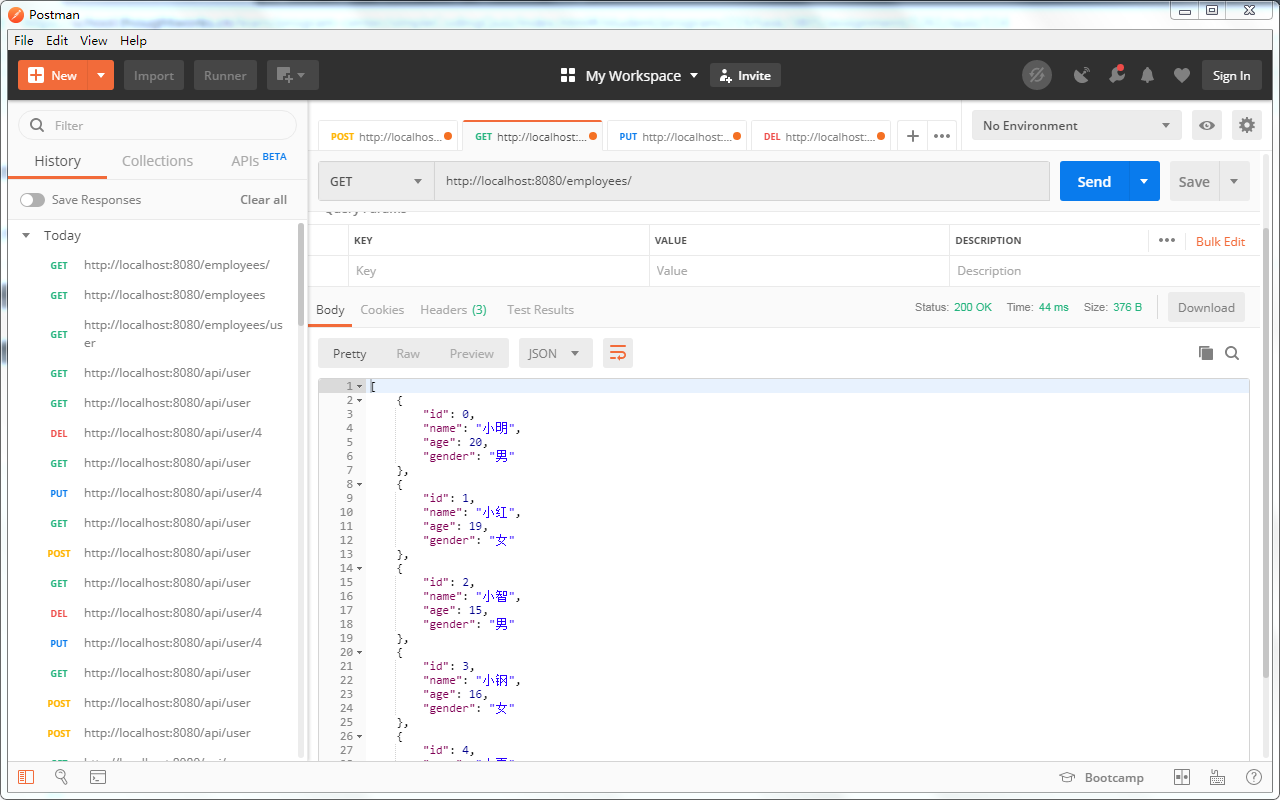 Postman
File Edit View Help
New Import Runner My Workspace Invite Sign In
Filter
History Collections APIs BETA
Save Responses Clear all
Today
GET http://localhost:8080/employees/
GET http://localhost:8080/employees
GET http://localhost:8080/employees/us
er
GET http://localhost:8080/api/user
GET http://localhost:8080/api/user
DEL http://localhost:8080/api/user/4
GET http://localhost:8080/api/user
PUT http://localhost:8080/api/user/4
GET http://localhost:8080/api/user
POST http://localhost:8080/api/user
GET http://localhost:8080/api/user
DEL http://localhost:8080/api/user/4
PUT http://localhost:8080/api/user/4
GET http://localhost:8080/api/user
POST http://localhost:8080/api/user
POST http://localhost:8080/api/user
POST http://localhos... GET http://localhost:... PUT http://localhost:... DEL http://localhost:...
No Environment
GET http://localhost:8080/employees/ Send Save
Query Params
KEY VALUE DESCRIPTION Bulk Edit
Key Value Description
Body Cookies Headers (3) Test Results Status: 200 OK Time: 44 ms Size: 376 B Download
Pretty Raw Preview JSON
1 [
2 {
3 "id": 0,
4 "name": "小明",
5 "age": 20,
6 "gender": "男"
7 },
8 {
9 "id": 1,
10 "name": "小红",
11 "age": 19,
12 "gender": "女"
13 },
14 {
15 "id": 2,
16 "name": "小智",
17 "age": 15,
18 "gender": "男"
19 },
20 {
21 "id": 3,
22 "name": "小钢",
23 "age": 16,
24 "gender": "女"
25 },
26 {
27 "id": 4,
Bootcamp